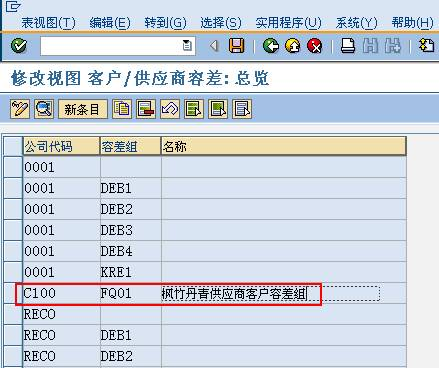 表视图(T) 编辑(E) 转到(G) 选择(S) 实用程序(U) 系统(Y) 帮助(H)
修改视图 客户/供应商容差: 总览
新条目
公司代码 容差组 名称
0001
0001 DEB1
0001 DEB2
0001 DEB3
0001 DEB4
0001 KRE1
C100 FQ01 枫竹丹青供应商客户容差组
RECO
RECO DEB1
RECO DEB2